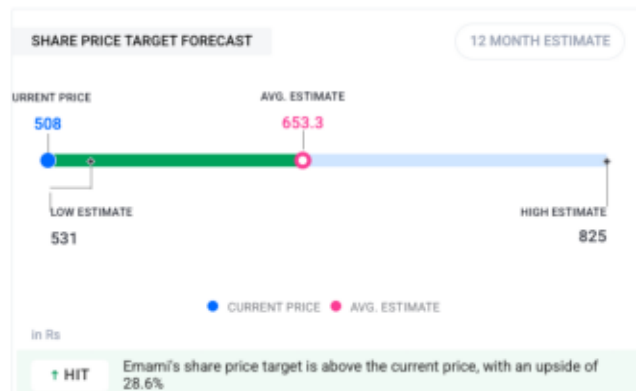 SHARE PRICE TARGET FORECAST
12 MONTH ESTIMATE
URRENT PRICE
508
AVG. ESTIMATE
653.3
LOW ESTIMATE
531
HIGH ESTIMATE
825
CURRENT PRICE
AVG. ESTIMATE
in Rs
↑ HIT
Emami's share price target is above the current price, with an upside of
28.6%